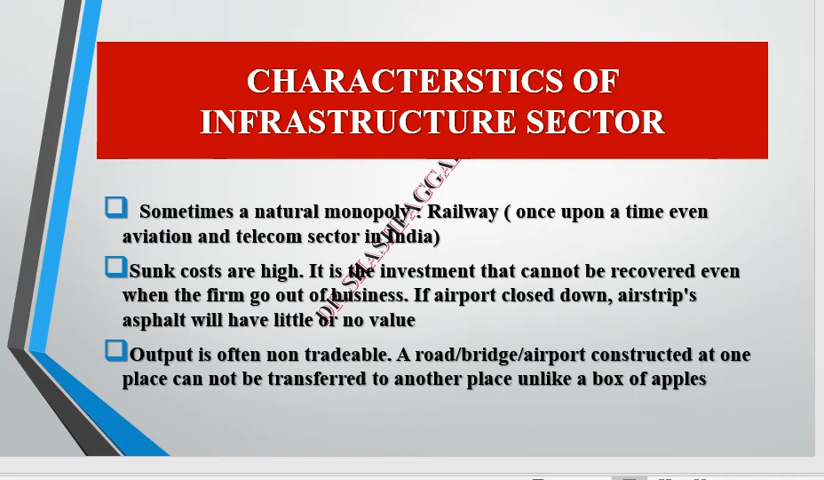 CHARACTERSTICS OF
INFRASTRUCTURE SECTOR
Sometimes a natural monopoly : Railway ( once upon a time even
aviation and telecom sector in India)
Sunk costs are high. It is the investment that cannot be recovered even
when the firm go out of business. If airport closed down, airstrip's
asphalt will have little or no value
Output is often non tradeable. A road/bridge/airport constructed at one
place can not be transferred to another place unlike a box of apples